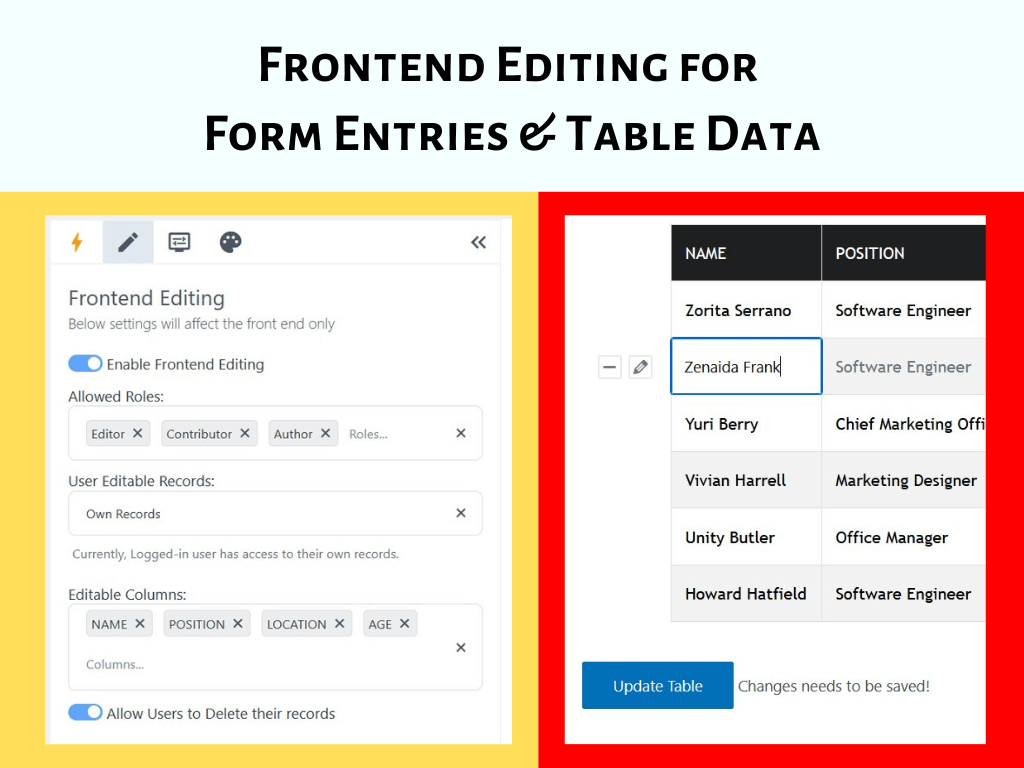 Frontend Editing for
Form Entries & Table Data
Frontend Editing
Below settings will affect the front end only
Enable Frontend Editing
Allowed Roles:
Editor × Contributor × Author × Roles... ×
User Editable Records:
Own Records ×
Currently, Logged-in user has access to their own records.
Editable Columns:
NAME × POSITION × LOCATION × AGE ×
Columns... ×
Allow Users to Delete their records
NAME POSITION
Zorita Serrano Software Engineer
Zenaida Frank Software Engineer
Yuri Berry Chief Marketing Offi
Vivian Harrell Marketing Designer
Unity Butler Office Manager
Howard Hatfield Software Engineer
Update Table Changes needs to be saved!